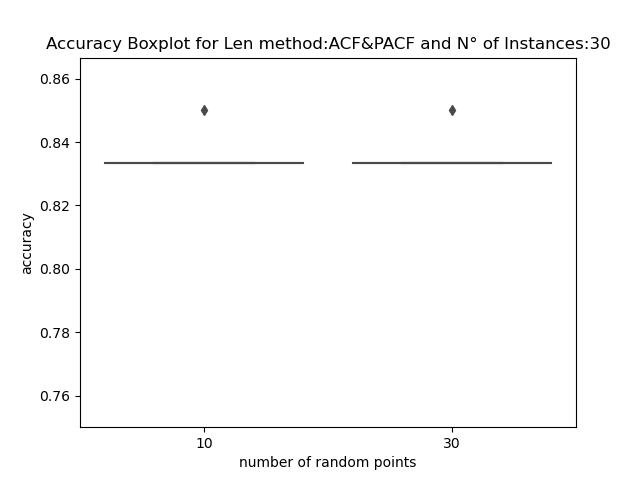 Accuracy Boxplot for Len method:ACF&PACF and N° of Instances:30
0.86
0.84
0.82
0.80
0.78
0.76
accuracy
10 30
number of random points